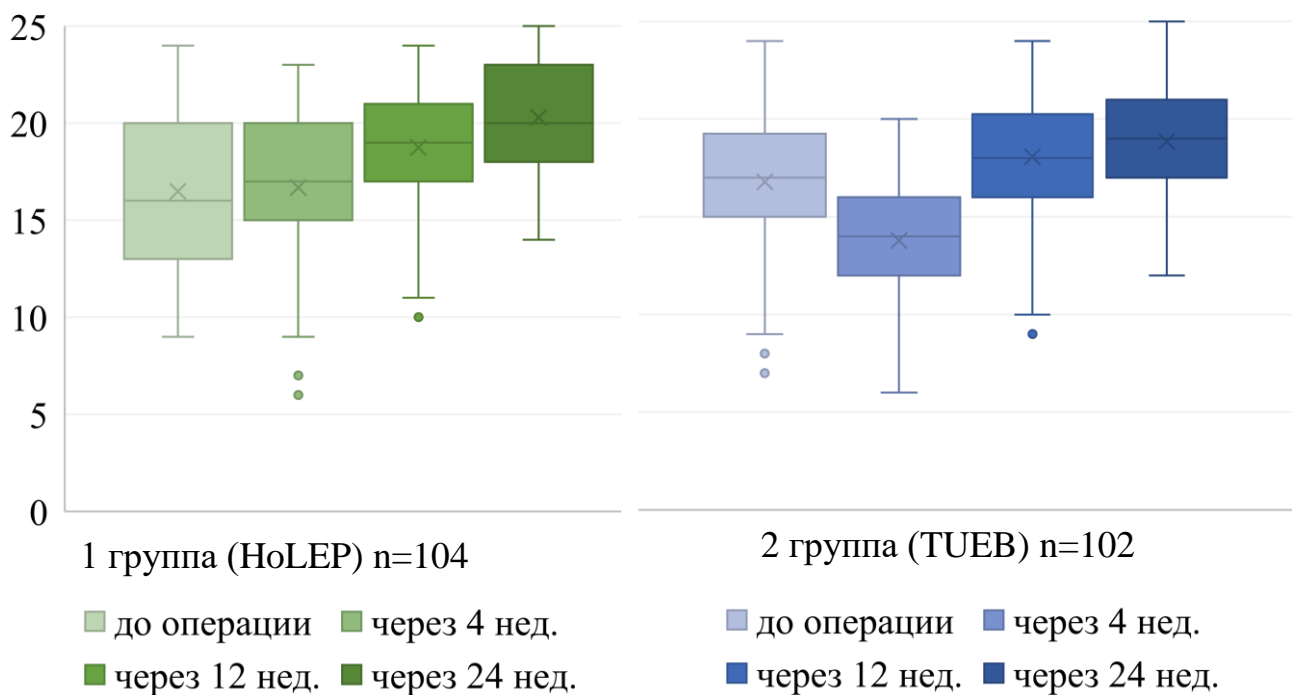 25
20
15
10
5
0
1 группа (HoLEP) n=104
2 группа (TUEB) n=102
до операции
через 4 нед.
через 12 нед.
через 24 нед.
до операции
через 4 нед.
через 12 нед.
через 24 нед.